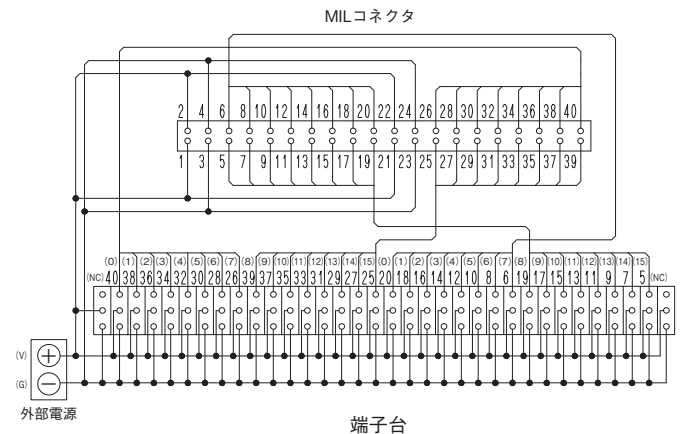 MILコネクタ
2 4 6 8 10 12 14 16 18 20 22 24 26 28 30 32 34 36 38 40
1 3 5 7 9 11 13 15 17 19 21 23 25 27 29 31 33 35 37 39
(0) (1) (2) (3) (4) (5) (6) (7) (8) (9) (10) (11) (12) (13) (14) (15) (0) (1) (2) (3) (4) (5) (6) (7) (8) (9) (10) (11) (12) (13) (14) (15)
(NC) 40 38 36 34 32 30 28 26 39 37 35 33 31 29 27 25 20 18 16 14 12 10 8 6 19 17 15 13 11 9 7 5 (NC)
(V)
(G)
外部電源
端子台